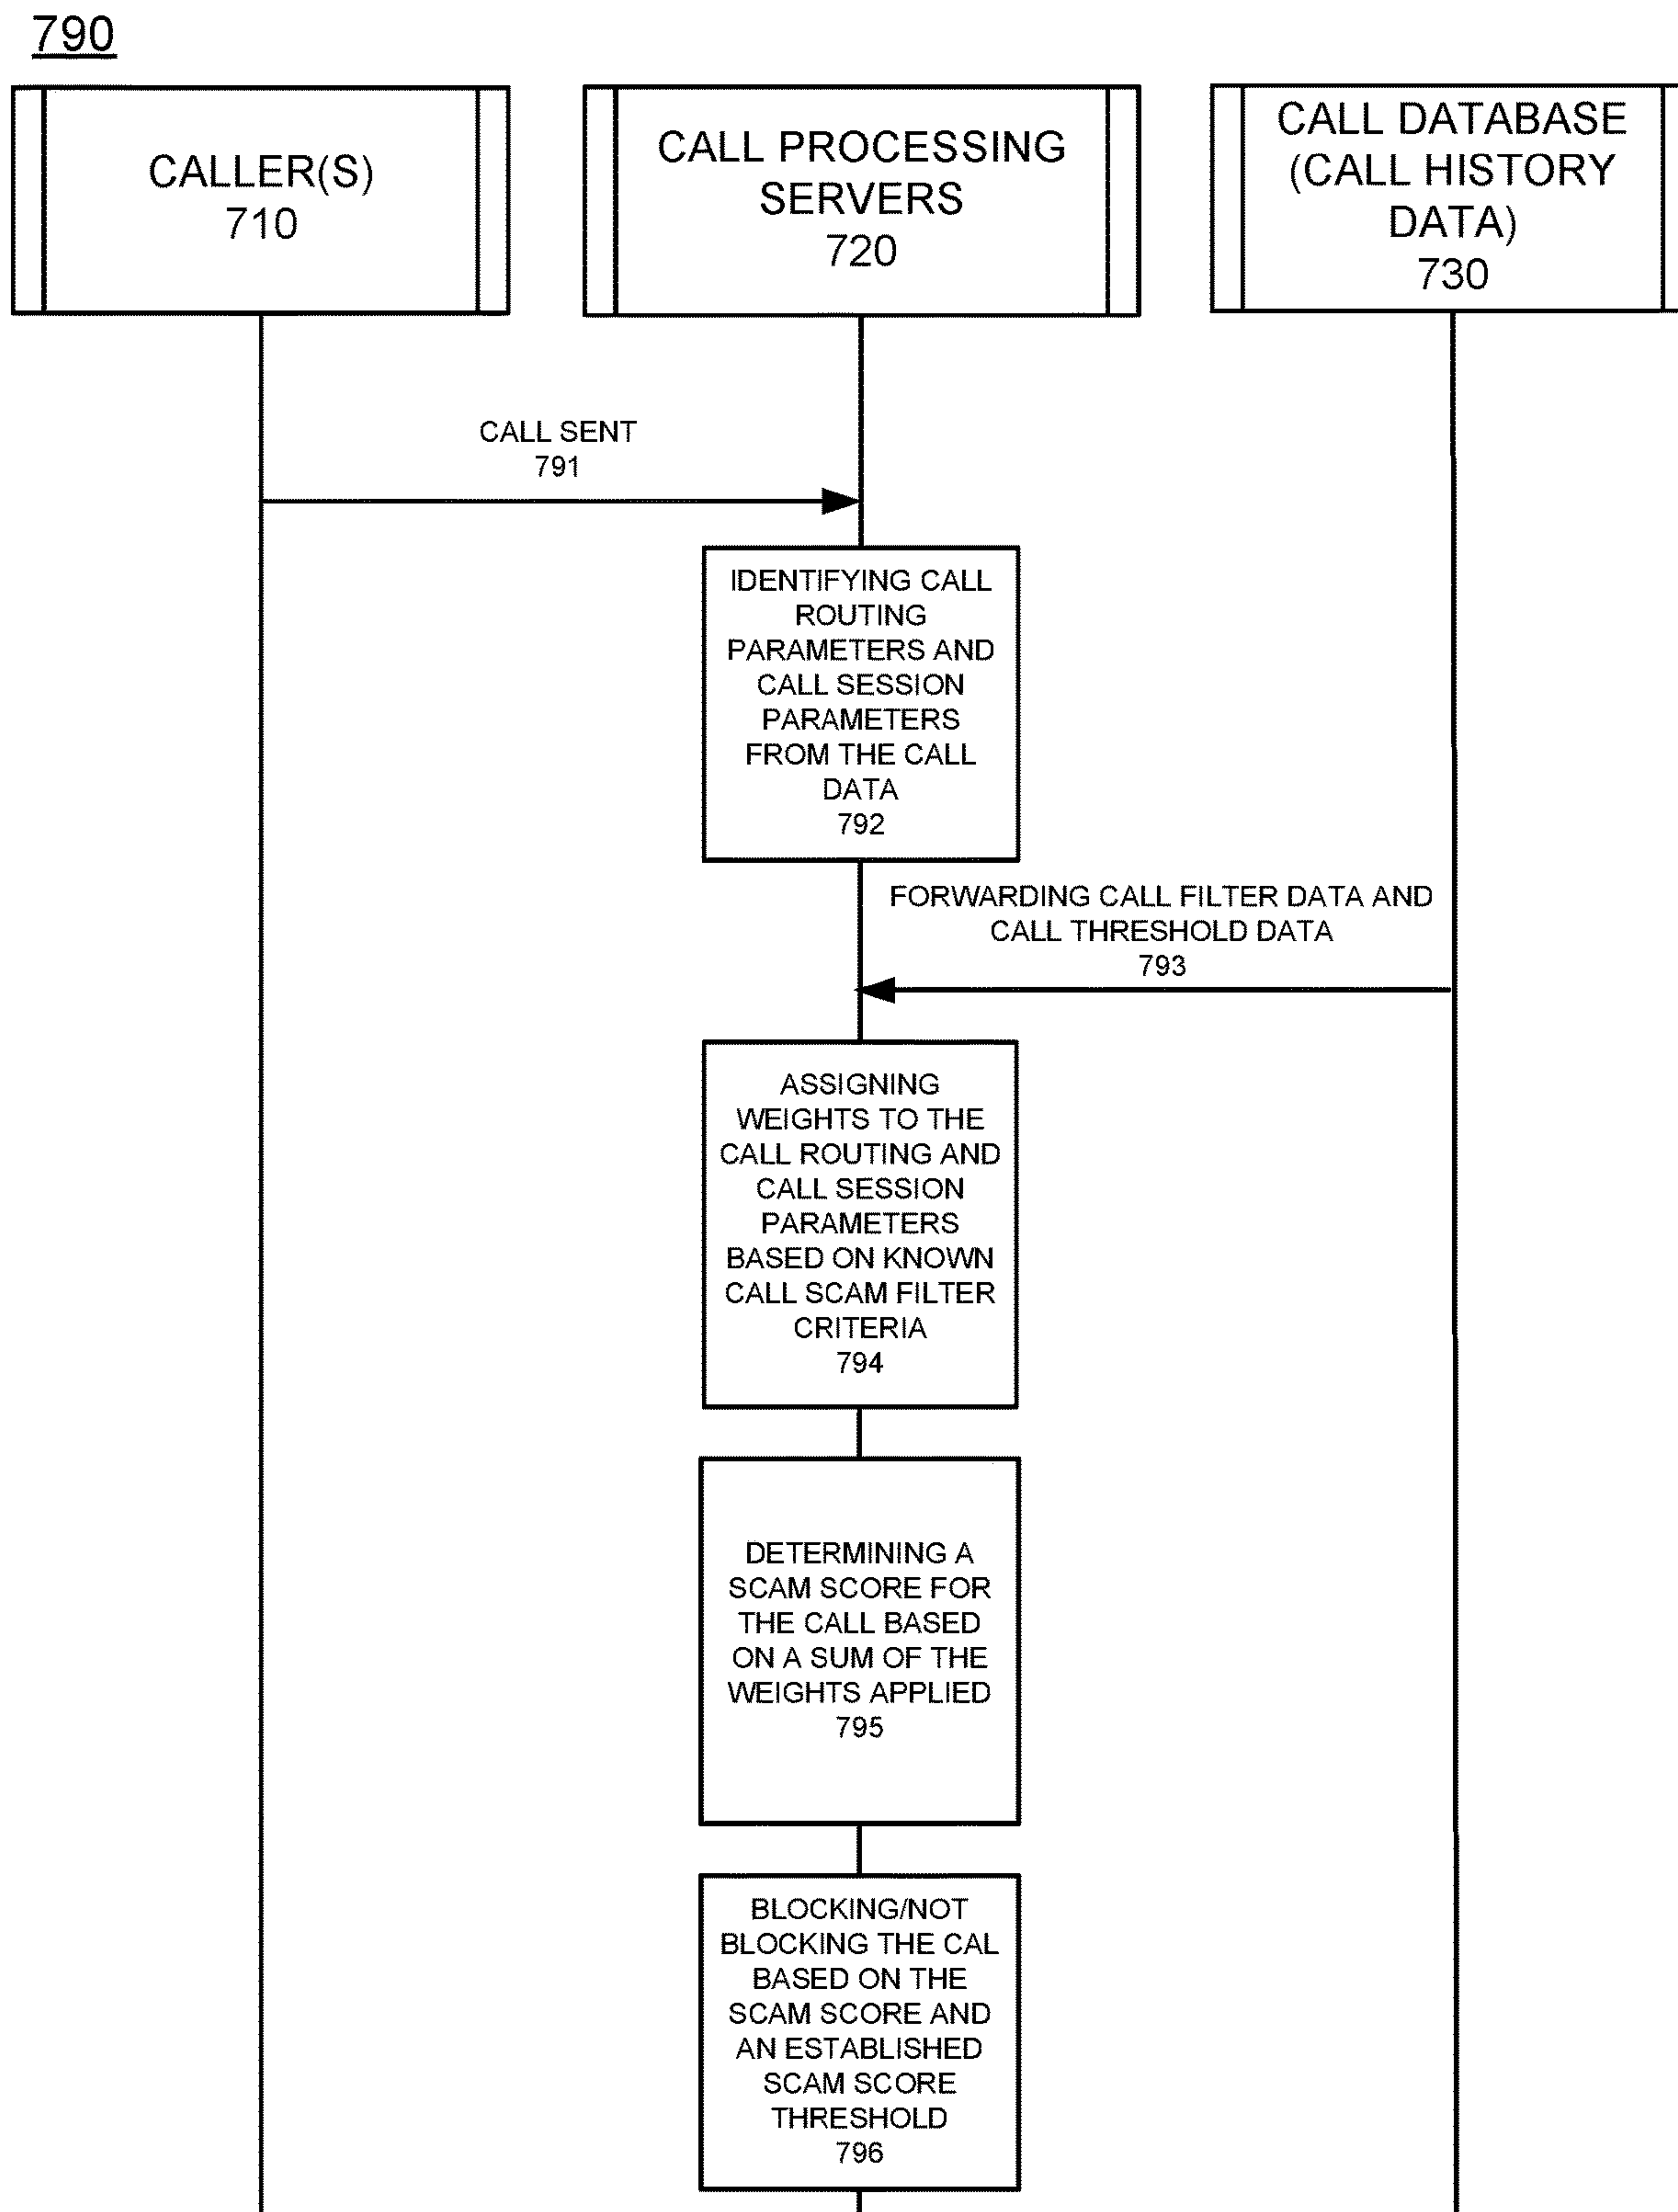 790
CALLER(S)
710
CALL PROCESSING
SERVERS
720
CALL DATABASE
(CALL HISTORY
DATA)
730
CALL SENT
791
IDENTIFYING CALL
ROUTING
PARAMETERS AND
CALL SESSION
PARAMETERS
FROM THE CALL
DATA
792
FORWARDING CALL FILTER DATA AND
CALL THRESHOLD DATA
793
ASSIGNING
WEIGHTS TO THE
CALL ROUTING AND
CALL SESSION
PARAMETERS
BASED ON KNOWN
CALL SCAM FILTER
CRITERIA
794
DETERMINING A
SCAM SCORE FOR
THE CALL BASED
ON A SUM OF THE
WEIGHTS APPLIED
795
BLOCKING/NOT
BLOCKING THE CAL
BASED ON THE
SCAM SCORE AND
AN ESTABLISHED
SCAM SCORE
THRESHOLD
796